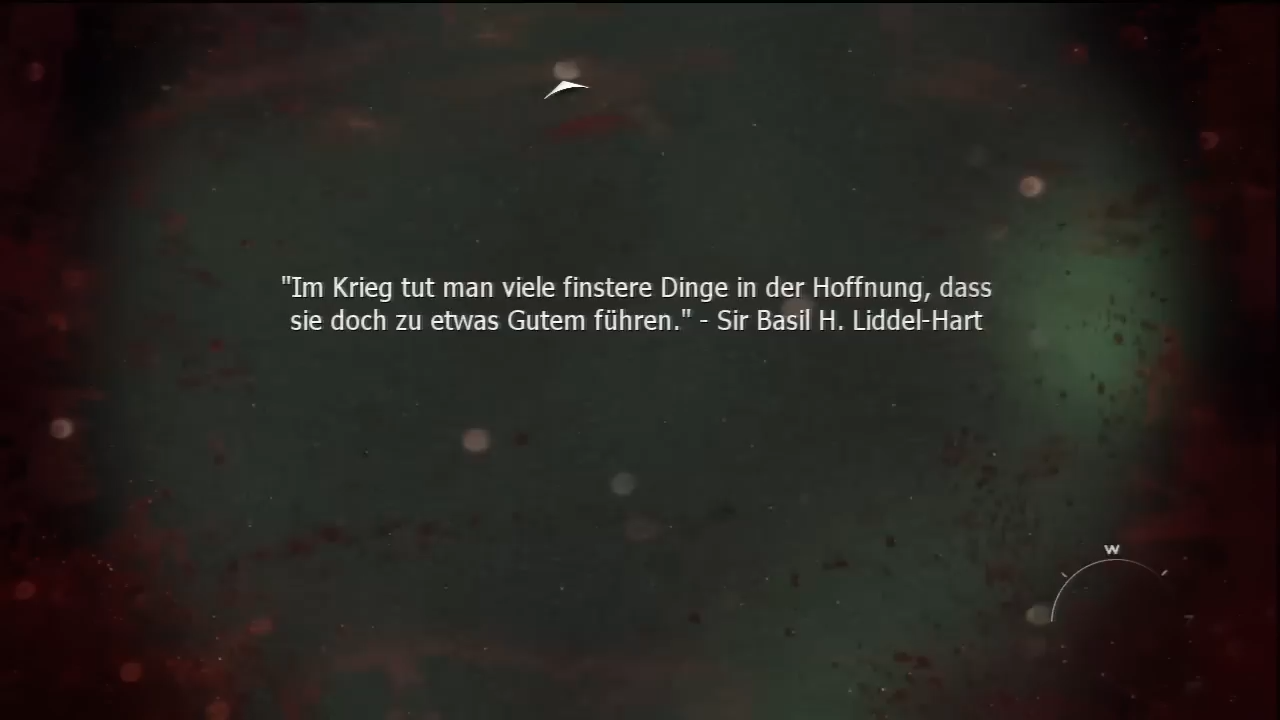 "Im Krieg tut man viele finstere Dinge in der Hoffnung, dass
sie doch zu etwas Gutem führen." - Sir Basil H. Liddel-Hart
W